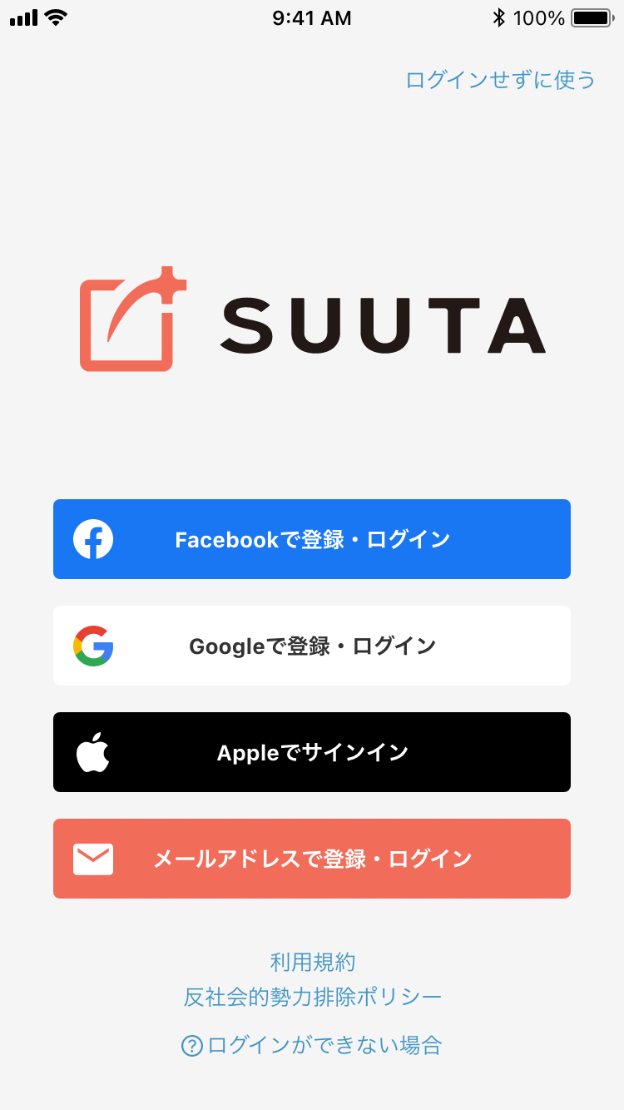 9:41 AM
100%
ログインせずに使う
SUUTA
Facebookで登録・ログイン
Googleで登録・ログイン
Appleでサインイン
メールアドレスで登録・ログイン
利用規約
反社会的勢力排除ポリシー
?ログインができない場合